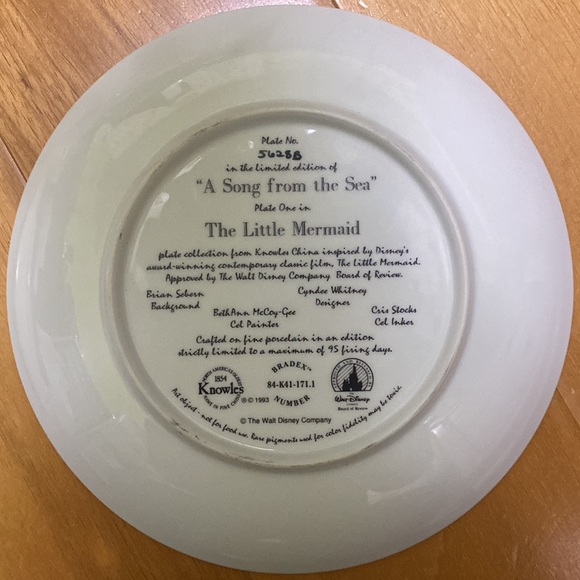 Plate No.
5628B
in the limited edition of
"A Song from the Sea"
Plate One in
The Little Mermaid
plate collection from Knowles China inspired by Disney's
award-winning contemporary classic film, The Little Mermaid.
Approved by The Walt Disney Company Board of Review.
Brian Sebern
Background
Cyndee Whitney
Designer
BethAnn McCoy-Gee
Cel Painter
Cris Stocks
Cel Inker
Crafted on fine porcelain in an edition
strictly limited to a maximum of 95 firing days.
1854
Knowles
BRADEX™
84-K41-171.1
NUMBER
®© 1993
The
Walt Disney
Company
Board of Review
© The Walt Disney Company
Art object - not for food use. Rare pigments used for color fidelity may be toxic.